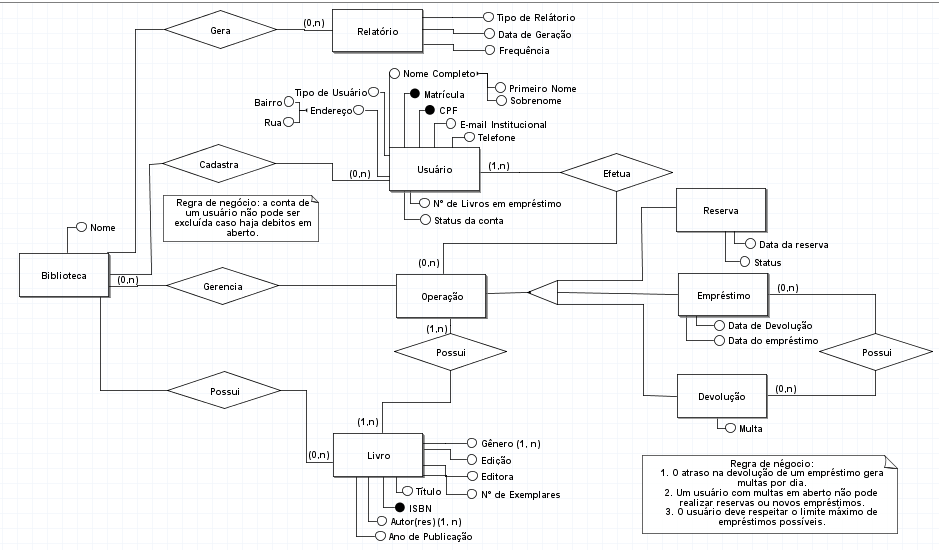 Gera
(0,n)
Relatório
Tipo de Relátorio
Data de Geração
Frequência
Nome Completo
Primeiro Nome
Sobrenome
Tipo de Usuário
Matrícula
Bairro
Endereço
CPF
Rua
E-mail Institucional
Telefone
Cadastra
(0,n)
Usuário
(1,n)
Efetua
Nº de Livros em empréstimo
Status da conta
Regra de negócio: a conta de
um usuário não pode ser
excluída caso haja debitos em
aberto.
Nome
Reserva
Data da reserva
Status
Biblioteca
(0,n)
Gerencia
(0,n)
Operação
Empréstimo
(0,n)
Data de Devolução
Data do empréstimo
(1,n)
Possui
Possui
Possui
Devolução
(0,n)
Multa
(1,n)
(0,n)
Livro
Gênero (1, n)
Edição
Editora
Nº de Exemplares
Título
ISBN
Autor(res) (1, n)
Ano de Publicação
Regra de négocio:
1. O atraso na devolução de um empréstimo gera
multas por dia.
2. Um usuário com multas em aberto não pode
realizar reservas ou novos empréstimos.
3. O usuário deve respeitar o limite máximo de
empréstimos possíveis.